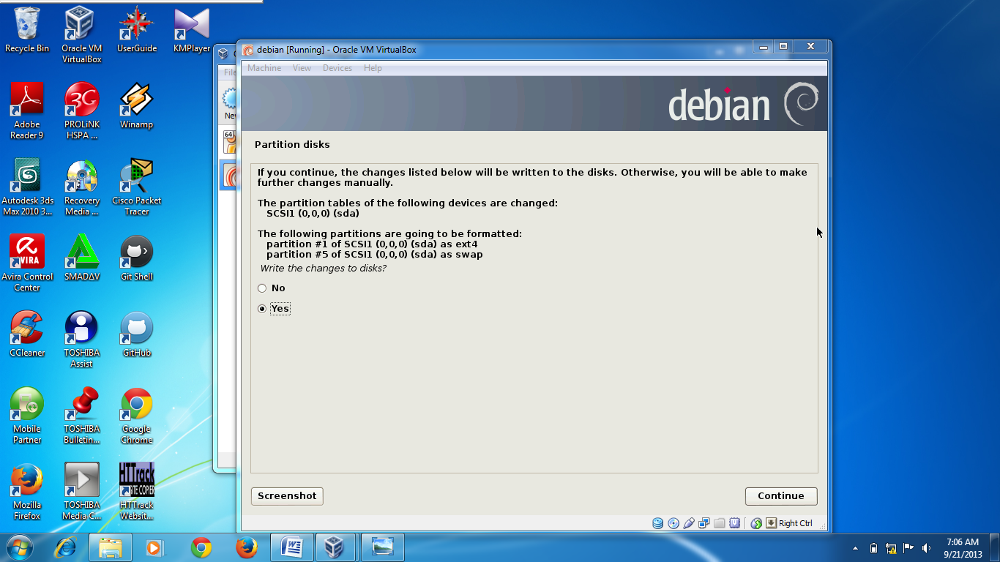 Recycle Bin
Oracle VM
VirtualBox
UserGuide
KMPlayer
Adobe
Reader 9
PROLiNK
HSPA ...
Winamp
Autodesk 3ds
Max 2010 3...
Recovery
Media ...
Cisco Packet
Tracer
Avira Control
Center
SMADΔV
Git Shell
CCleaner
TOSHIBA
Assist
GitHub
Mobile
Partner
TOSHIBA
Bulletin...
Google
Chrome
Mozilla
Firefox
TOSHIBA
Media C...
HTTrack
Websit...
3G
AVIRA
HTTrack
SITE COPIER
File
New
64
debian [Running] - Oracle VM VirtualBox
Machine View Devices Help
debian
Partition disks
If you continue, the changes listed below will be written to the disks. Otherwise, you will be able to make
further changes manually.
The partition tables of the following devices are changed:
SCSI1 (0,0,0) (sda)
The following partitions are going to be formatted:
partition #1 of SCSI1 (0,0,0) (sda) as ext4
partition #5 of SCSI1 (0,0,0) (sda) as swap
Write the changes to disks?
No
Yes
Screenshot
Continue
Right Ctrl
7:06 AM
9/21/2013